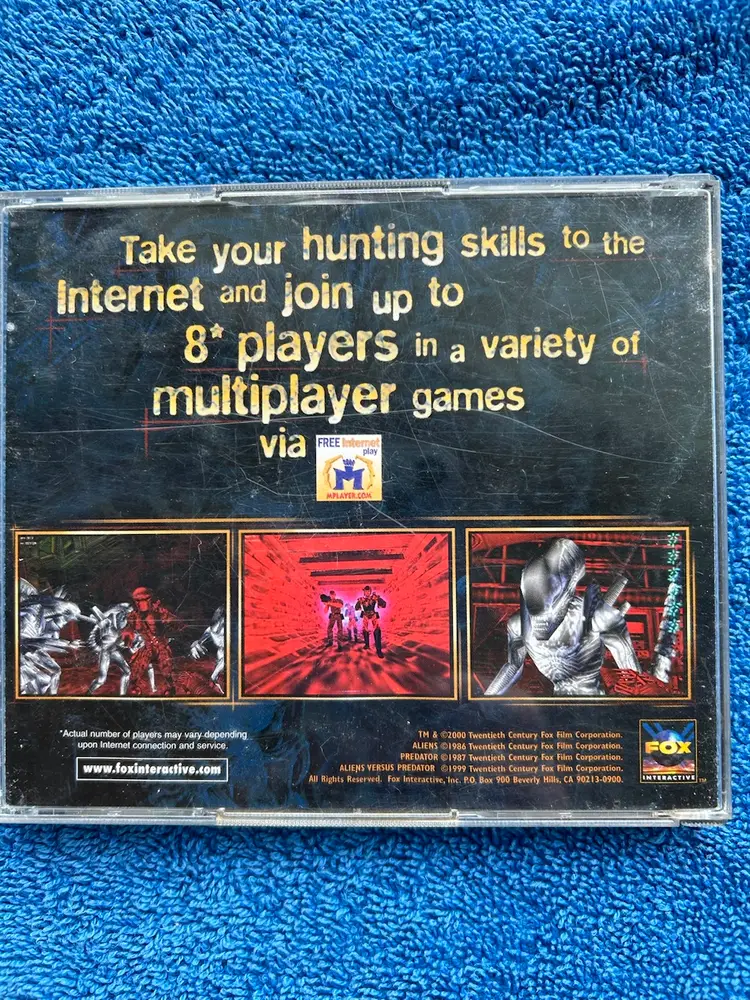 Take your hunting skills to the
Internet and join up to
8* players in a variety of
multiplayer games
via
FREE Internet
play
M
MPLAYER.COM
*Actual number of players may vary depending
upon Internet connection and service.
www.foxinteractive.com
TM & ©2000 Twentieth Century Fox Film Corporation.
ALIENS ©1986 Twentieth Century Fox Film Corporation.
PREDATOR ©1987 Twentieth Century Fox Film Corporation.
ALIENS VERSUS PREDATOR ©1999 Twentieth Century Fox Film Corporation.
All Rights Reserved. Fox Interactive, Inc. P.O. Box 900 Beverly Hills, CA 90213-0900.
FOX
INTERACTIVE
TM